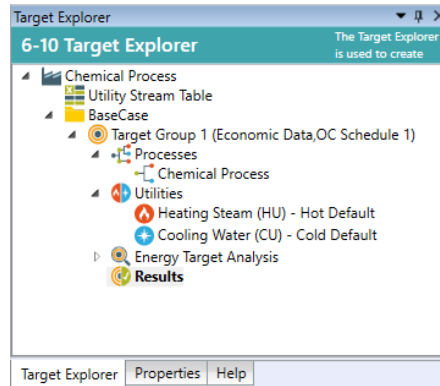 Target Explorer
6-10 Target Explorer
The Target Explorer
is used to create
Chemical Process
Utility Stream Table
BaseCase
Target Group 1 (Economic Data,OC Schedule 1)
Processes
Chemical Process
Utilities
Heating Steam (HU) - Hot Default
Cooling Water (CU) - Cold Default
Energy Target Analysis
Results
Target Explorer
Properties
Help